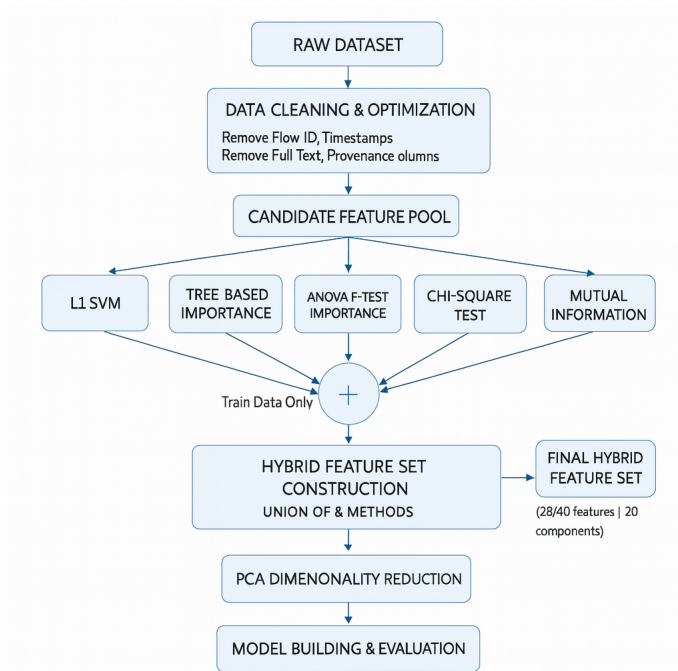 RAW DATASET
DATA CLEANING & OPTIMIZATION
Remove Flow ID, Timestamps
Remove Full Text, Provenance olumns
CANDIDATE FEATURE POOL
L1 SVM
TREE BASED
IMPORTANCE
ANOVA F-TEST
IMPORTANCE
CHI-SQUARE
TEST
MUTUAL
INFORMATION
+
Train Data Only
HYBRID FEATURE SET
CONSTRUCTION
UNION OF & METHODS
FINAL HYBRID
FEATURE SET
(28/40 features | 20
components)
PCA DIMENONALITY REDUCTION
MODEL BUILDING & EVALUATION